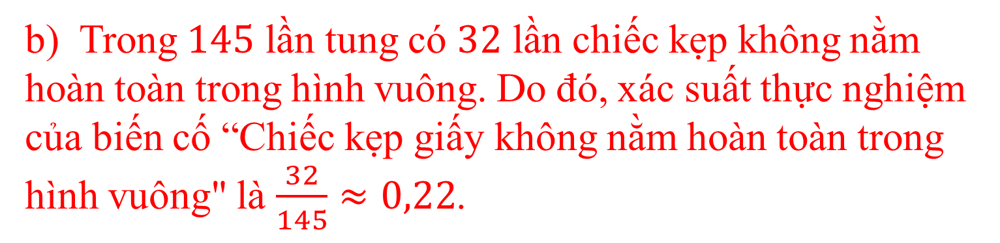 b) Trong 145 lần tung có 32 lần chiếc kẹp không nằm
hoàn toàn trong hình vuông. Do đó, xác suất thực nghiệm
của biến cố “Chiếc kẹp giấy không nằm hoàn toàn trong
hình vuông" là 32/145 ≈ 0,22.